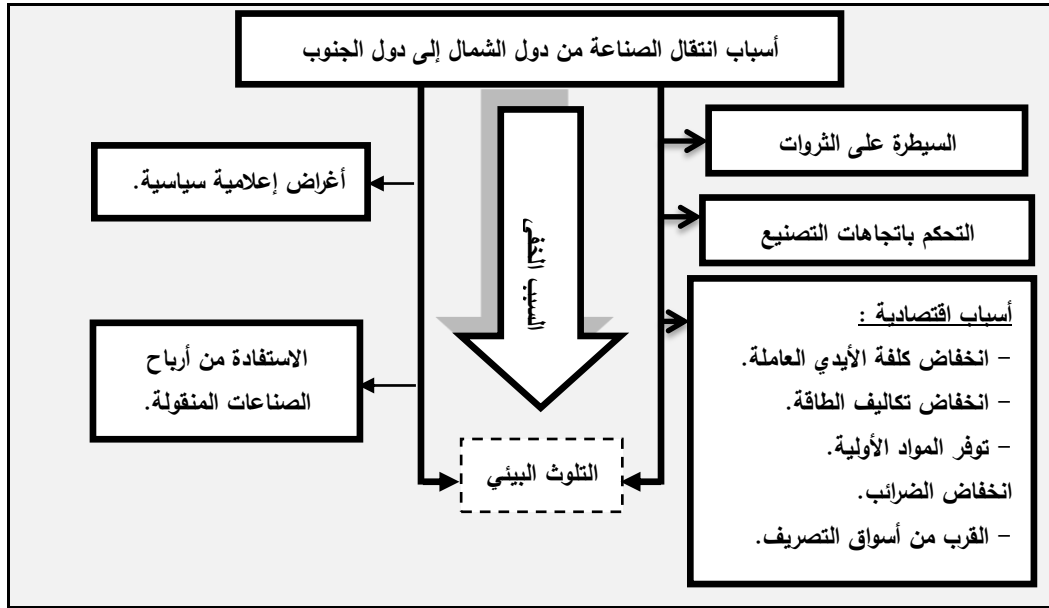 أسباب انتقال الصناعة من دول الشمال إلى دول الجنوب
السيطرة على الثروات
التحكم باتجاهات التصنيع
أسباب اقتصادية :
- انخفاض كلفة الأيدي العاملة.
- انخفاض تكاليف الطاقة.
- توفر المواد الأولية.
انخفاض الضرائب.
- القرب من أسواق التصريف.
السبب الخفي
أغراض إعلامية سياسية.
الاستفادة من أرباح
الصناعات المنقولة.
التلوث البيئي